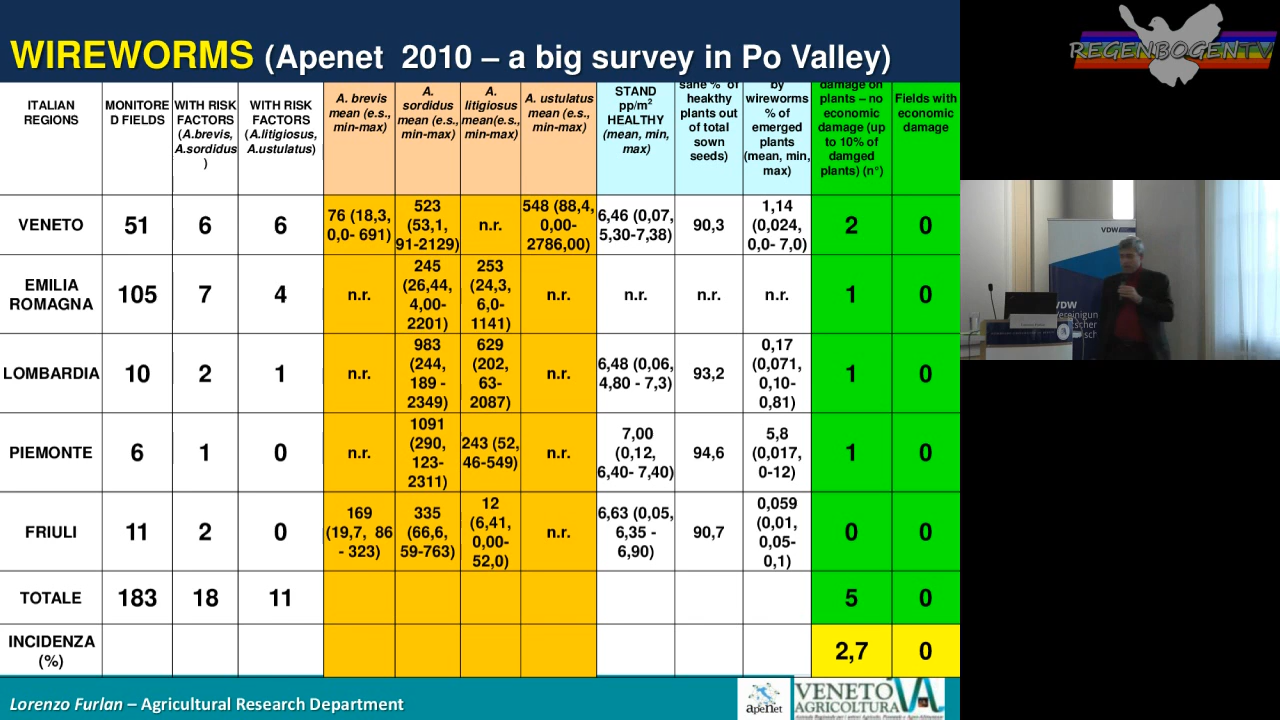 WIREWORMS (Apenet 2010 – a big survey in Po Valley)
REGENBOGENTV
ITALIAN
REGIONS
MONITORE
D FIELDS
WITH RISK
FACTORS
(A.brevis,
A.sordidus
)
WITH RISK
FACTORS
(A.litigiosus,
A.ustulatus)
A. brevis
mean (e.s.,
min-max)
A.
sordidus
mean (e.s.,
min-max)
A.
litigiosus
mean(e.s.,
min-max)
A. ustulatus
mean (e.s.,
min-max)
STAND
pp/m²
HEALTHY
(mean, min,
max)
sane % of
heakthy
plants out
of total
sown
seeds)
by
wireworms
% of
emerged
plants
(mean, min,
max)
damage on
plants – no
economic
damage (up
to 10% of
damged
plants) (n°)
Fields with
economic
damage
VENETO
51
6
6
76 (18,3,
0,0- 691)
523
(53,1,
91-2129)
n.r.
548 (88,4,
0,00-
2786,00)
6,46 (0,07,
5,30-7,38)
90,3
1,14
(0,024,
0,0- 7,0)
2
0
EMILIA
ROMAGNA
105
7
4
n.r.
245
(26,44,
4,00-
2201)
253
(24,3,
6,0-
1141)
n.r.
n.r.
n.r.
n.r.
1
0
LOMBARDIA
10
2
1
n.r.
983
(244,
189 -
2349)
629
(202,
63-
2087)
n.r.
6,48 (0,06,
4,80 - 7,3)
93,2
0,17
(0,071,
0,10-
0,81)
1
0
PIEMONTE
6
1
0
n.r.
1091
(290,
123-
2311)
243 (52,
46-549)
n.r.
7,00
(0,12,
6,40- 7,40)
94,6
5,8
(0,017,
0-12)
1
0
FRIULI
11
2
0
169
(19,7, 86
- 323)
335
(66,6,
59-763)
12
(6,41,
0,00-
52,0)
n.r.
6,63 (0,05,
6,35 -
6,90)
90,7
0,059
(0,01,
0,05-
0,1)
0
0
TOTALE
183
18
11
5
0
INCIDENZA
(%)
2,7
0
VDW
VDW
Lorenzo Furlan – Agricultural Research Department
apenet
VENETO
AGRICOLTURA